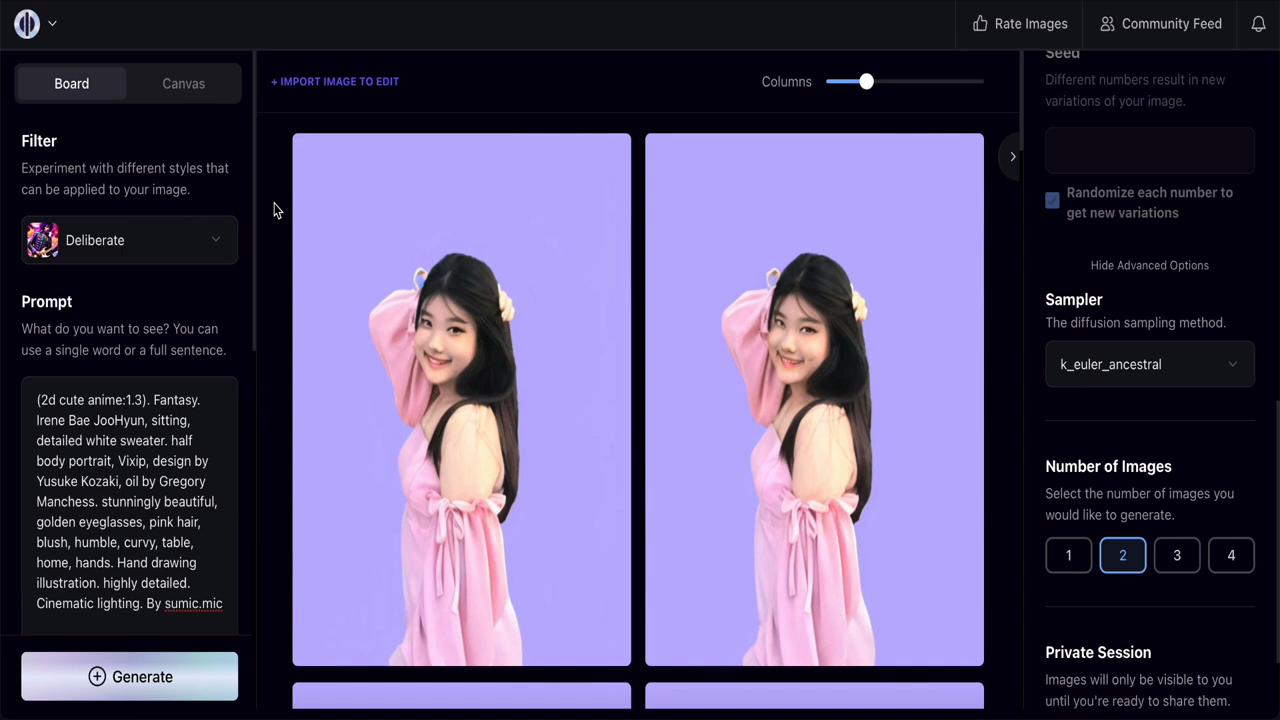 Rate Images
Community Feed
Board
Canvas
+ IMPORT IMAGE TO EDIT
Columns
Filter
Experiment with different styles that
can be applied to your image.
Deliberate
Prompt
What do you want to see? You can
use a single word or a full sentence.
(2d cute anime:1.3). Fantasy.
Irene Bae JooHyun, sitting,
detailed white sweater. half
body portrait, Vixip, design by
Yusuke Kozaki, oil by Gregory
Manchess. stunningly beautiful,
golden eyeglasses, pink hair,
blush, humble, curvy, table,
home, hands. Hand drawing
illustration. highly detailed.
Cinematic lighting. By sumic.mic
Generate
Seed
Different numbers result in new
variations of your image.
Randomize each number to
get new variations
Hide Advanced Options
Sampler
The diffusion sampling method.
k_euler_ancestral
Number of Images
Select the number of images you
would like to generate.
1
2
3
4
Private Session
Images will only be visible to you
until you're ready to share them.